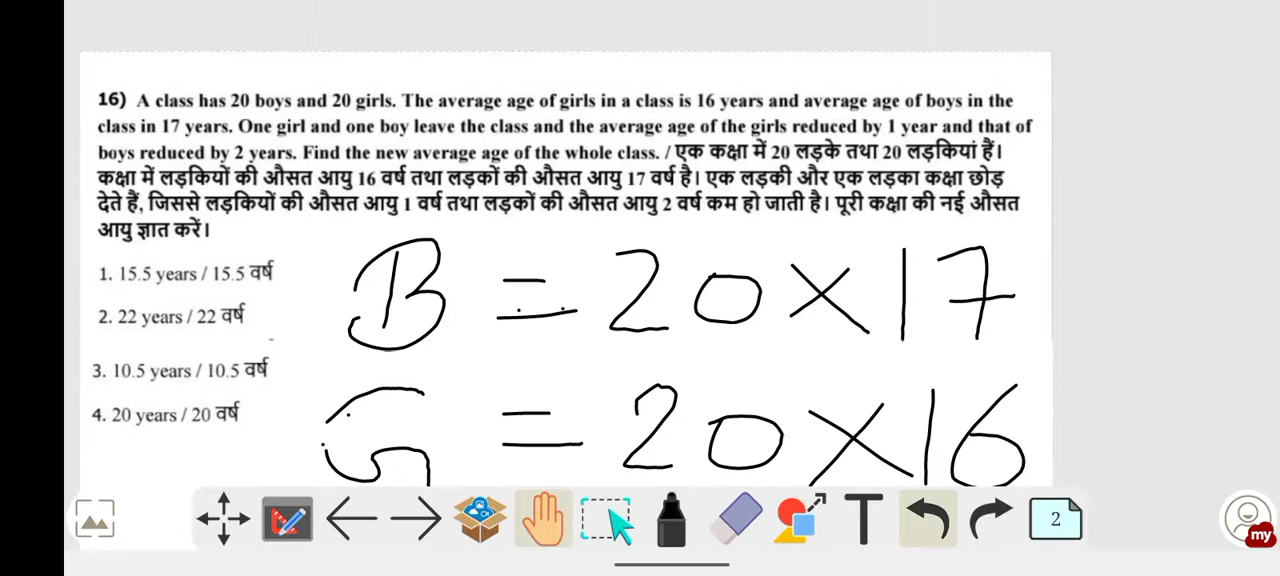 16) A class has 20 boys and 20 girls. The average age of girls in a class is 16 years and average age of boys in the
class in 17 years. One girl and one boy leave the class and the average age of the girls reduced by 1 year and that of
boys reduced by 2 years. Find the new average age of the whole class. / एक कक्षा में 20 लड़के तथा 20 लड़कियां हैं।
कक्षा में लड़कियों की औसत आयु 16 वर्ष तथा लड़कों की औसत आयु 17 वर्ष है। एक लड़की और एक लड़का कक्षा छोड़
देते हैं, जिससे लड़कियों की औसत आयु 1 वर्ष तथा लड़कों की औसत आयु 2 वर्ष कम हो जाती है। पूरी कक्षा की नई औसत
आयु ज्ञात करें।
1. 15.5 years / 15.5 वर्ष
2. 22 years / 22 वर्ष
3. 10.5 years / 10.5 वर्ष
4. 20 years / 20 वर्ष
B = 20 × 17
G = 20 × 16
T
2
my